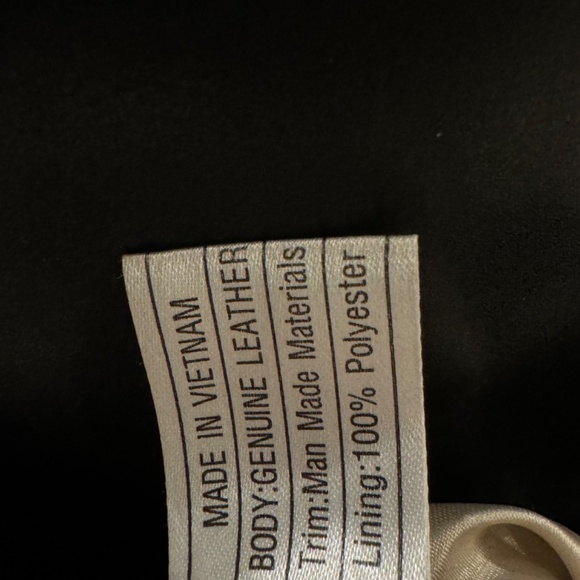 MADE IN VIETNAM
BODY:GENUINE LEATHER
Trim:Man Made Materials
Lining:100% Polyester